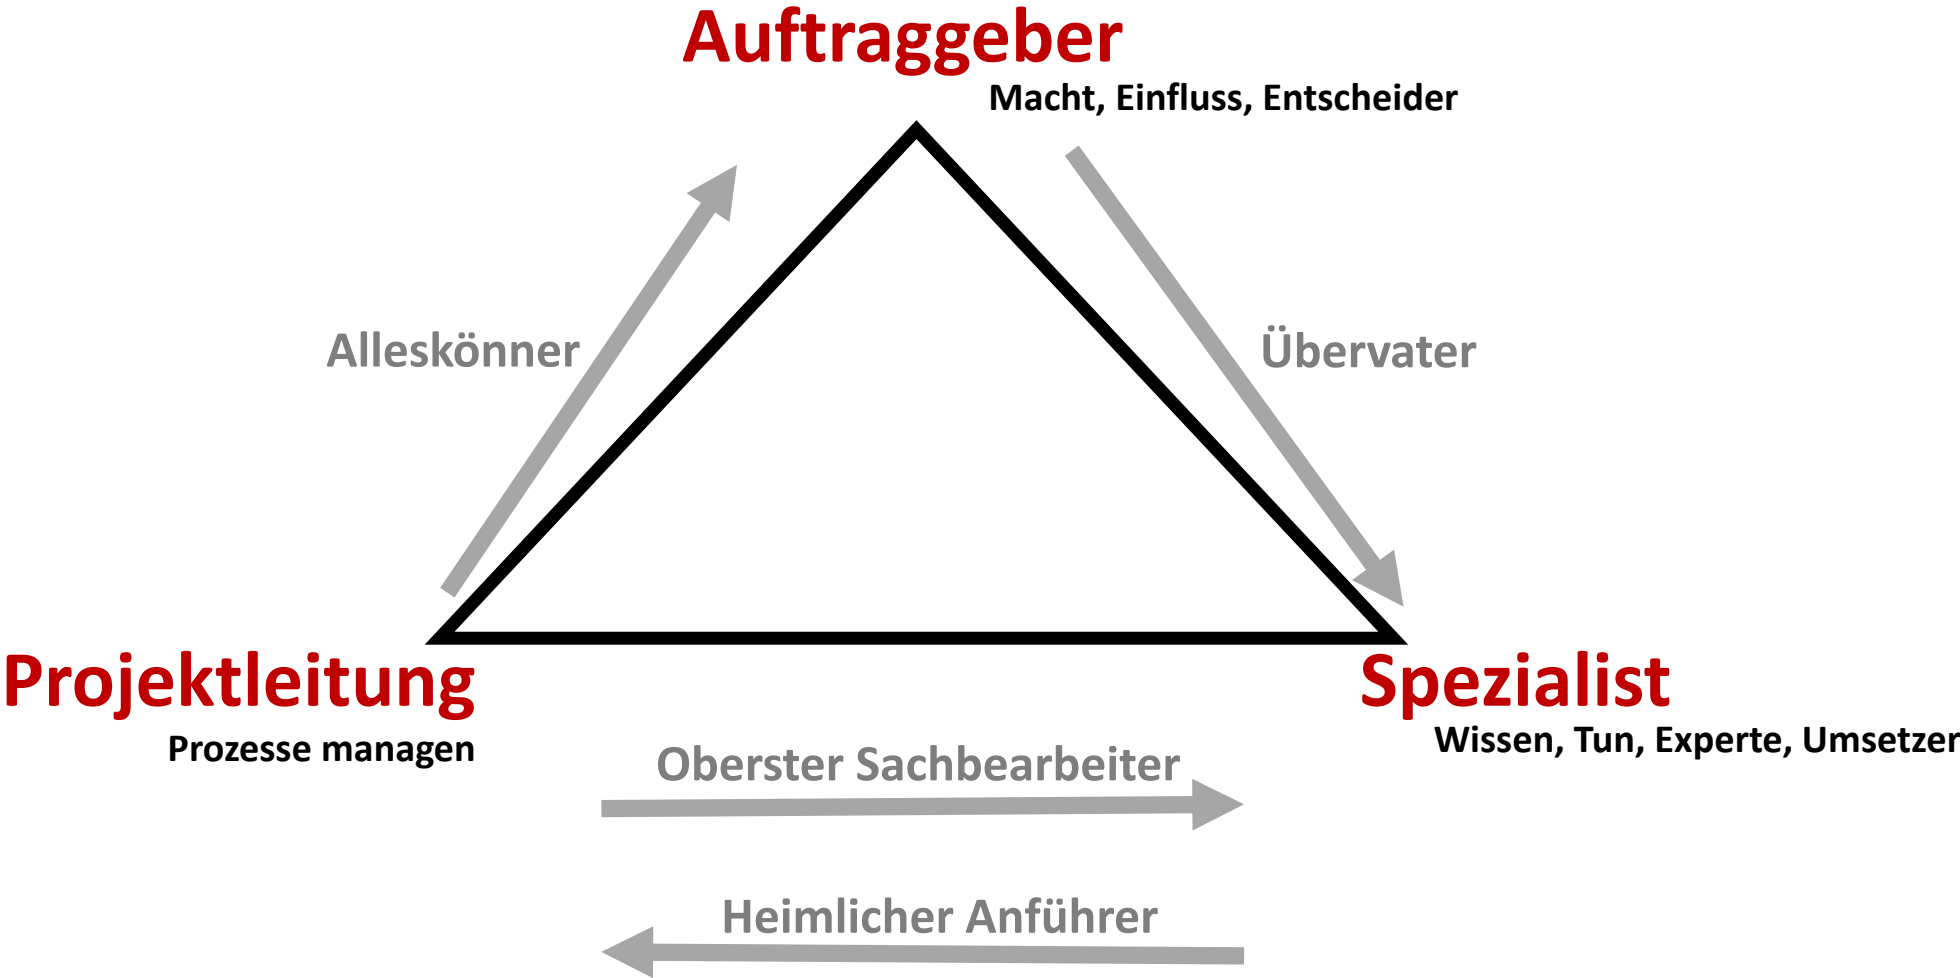 Auftraggeber
Macht, Einfluss, Entscheider
Alleskönner
Übervater
Projektleitung
Prozesse managen
Spezialist
Wissen, Tun, Experte, Umsetzer
Oberster Sachbearbeiter
Heimlicher Anführer